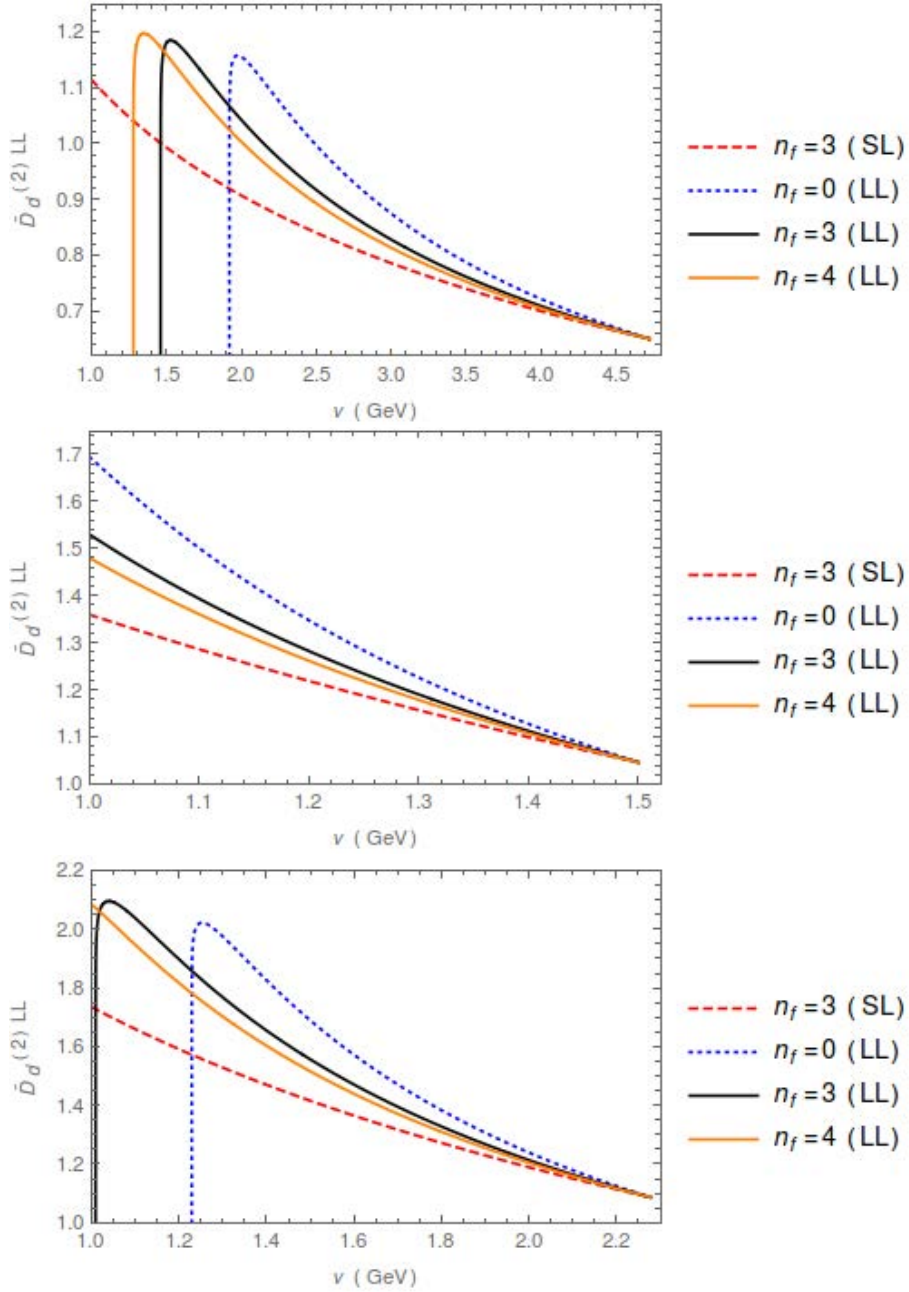 1.2
1.1
1.0
0.9
0.8
0.7
D̄_d^(2) LL
1.0 1.5 2.0 2.5 3.0 3.5 4.0 4.5
ν (GeV)
n_f=3 (SL)
n_f=0 (LL)
n_f=3 (LL)
n_f=4 (LL)
1.7
1.6
1.5
1.4
1.3
1.2
1.1
1.0
D̄_d^(2) LL
1.0 1.1 1.2 1.3 1.4 1.5
ν (GeV)
n_f=3 (SL)
n_f=0 (LL)
n_f=3 (LL)
n_f=4 (LL)
2.2
2.0
1.8
1.6
1.4
1.2
1.0
D̄_d^(2) LL
1.0 1.2 1.4 1.6 1.8 2.0 2.2
ν (GeV)
n_f=3 (SL)
n_f=0 (LL)
n_f=3 (LL)
n_f=4 (LL)